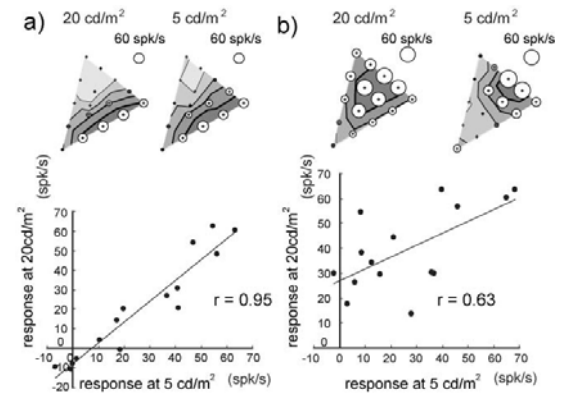 a)
20 cd/m²
5 cd/m²
60 spk/s
60 spk/s
(spk/s)
response at 20cd/m²
70
60
50
40
30
20
10
0
-10
-20
-10 0 10 20 30 40 50 60 70
r = 0.95
response at 5 cd/m² (spk/s)
b)
20 cd/m²
5 cd/m²
60 spk/s
60 spk/s
(spk/s)
response at 20cd/m²
70
60
50
40
30
20
10
0
-10 0 10 20 30 40 50 60 70
r = 0.63
response at 5 cd/m² (spk/s)